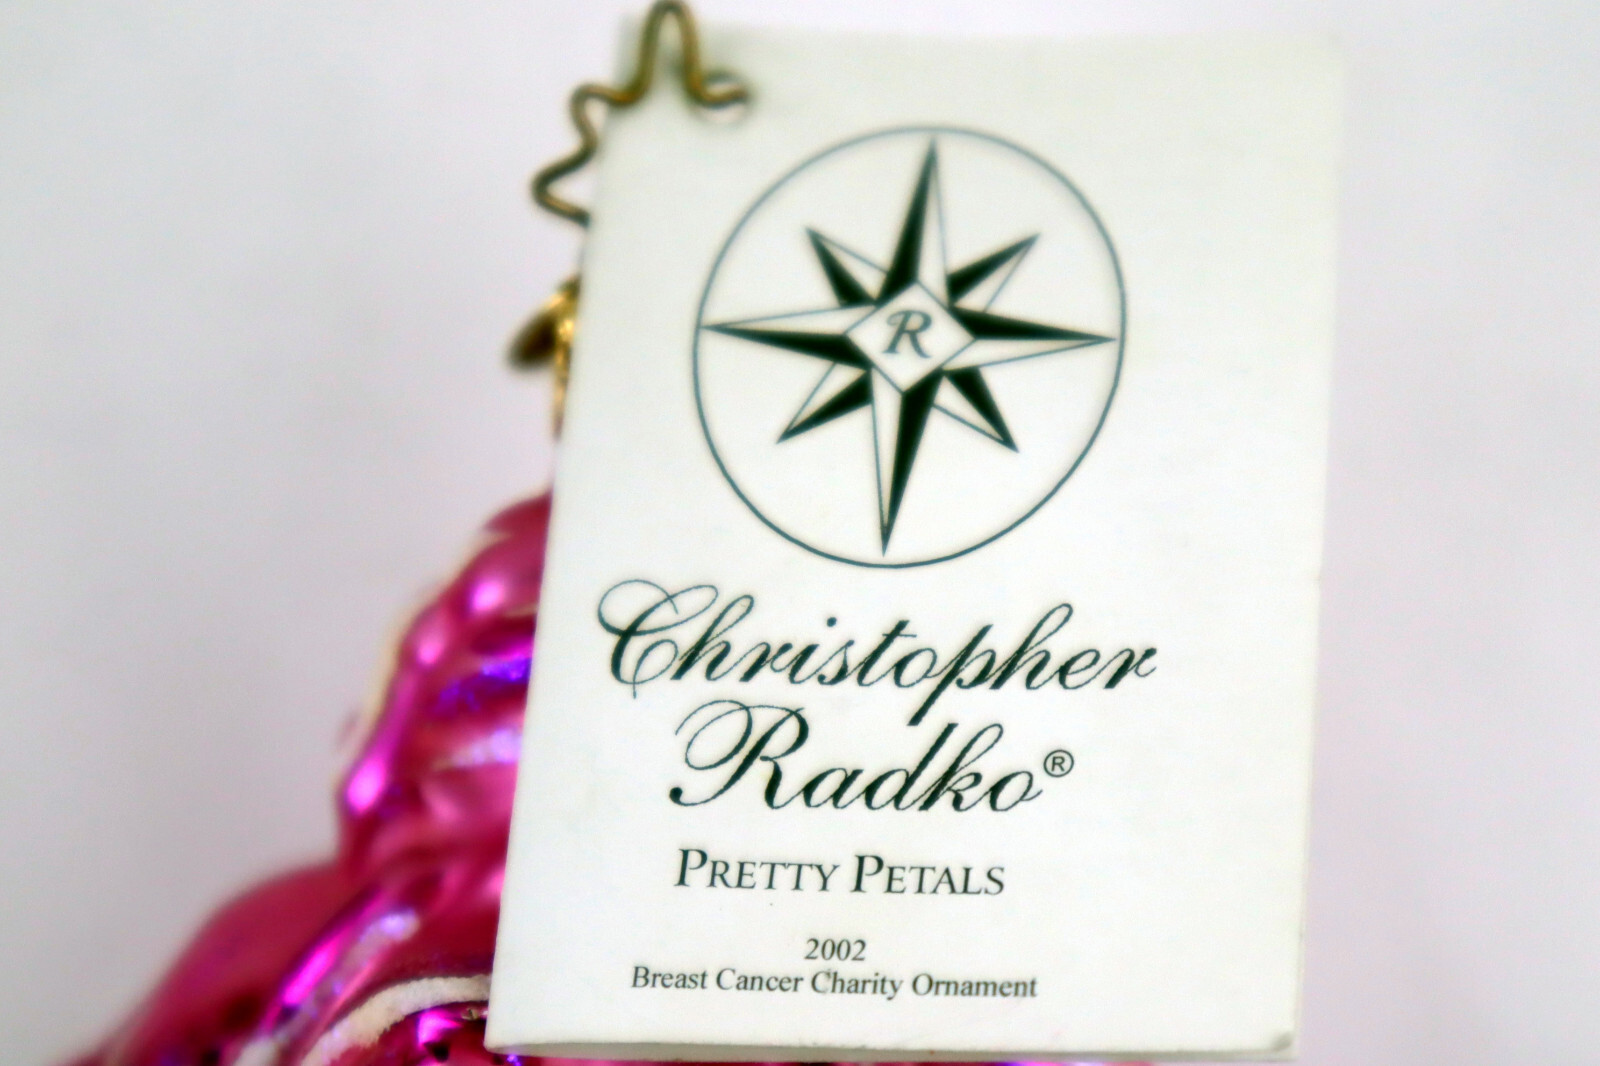 R
Christopher
Radko®
PRETTY PETALS
2002
Breast Cancer Charity Ornament